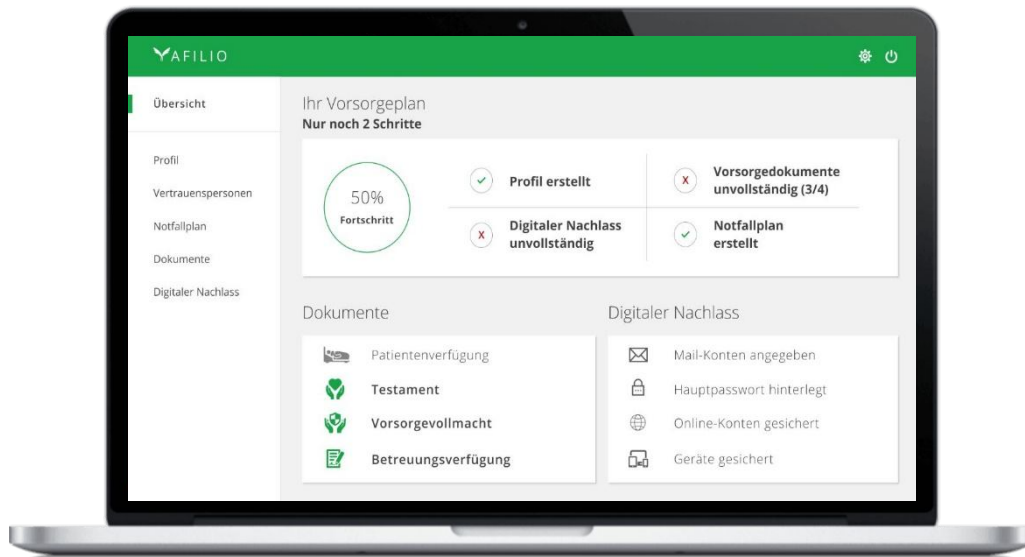 AFILIO
Übersicht
Profil
Vertrauenspersonen
Notfallplan
Dokumente
Digitaler Nachlass
Ihr Vorsorgeplan
Nur noch 2 Schritte
50%
Fortschritt
Profil erstellt
Vorsorgedokumente
unvollständig (3/4)
Digitaler Nachlass
unvollständig
Notfallplan
erstellt
Dokumente
Patientenverfügung
Testament
Vorsorgevollmacht
Betreuungsverfügung
Digitaler Nachlass
Mail-Konten angegeben
Hauptpasswort hinterlegt
Online-Konten gesichert
Geräte gesichert